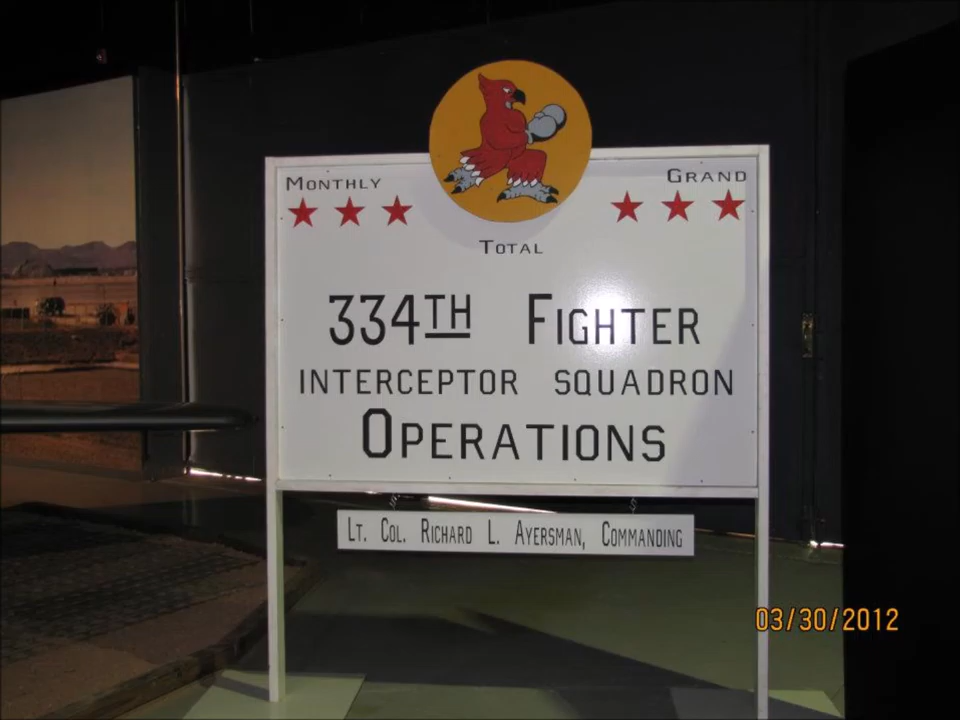 MONTHLY
GRAND
TOTAL
334TH FIGHTER
INTERCEPTOR SQUADRON
OPERATIONS
LT. COL. RICHARD L. AYERSMAN, COMMANDING
03/30/2012